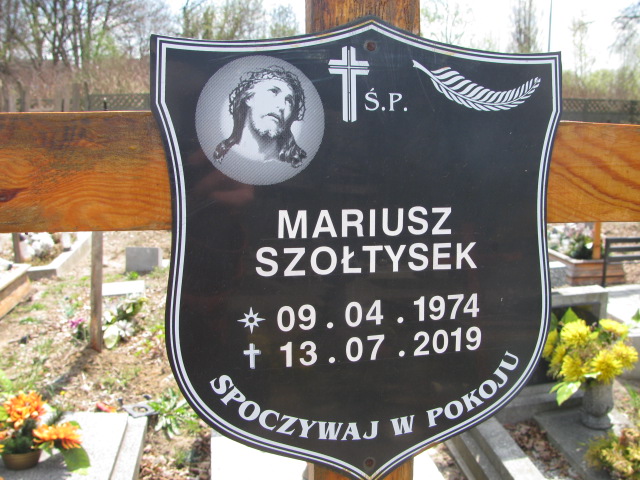 Ś.P.
MARIUSZ
SZOŁTYSEK
09.04.1974
13.07.2019
SPOCZYWAJ W POKOJU